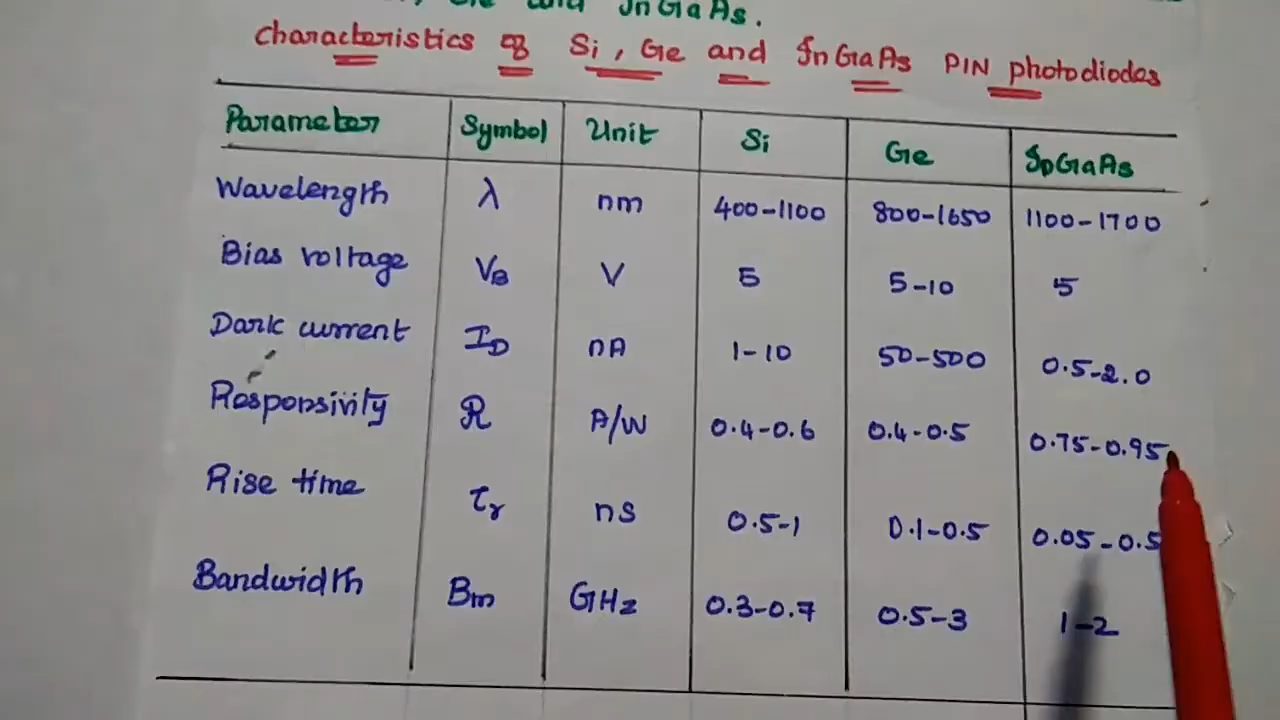 and InGaAs.
characteristics of Si, Ge and InGaAs PIN photodiodes
Parameter Symbol Unit Si Ge InGaAs
Wavelength λ nm 400-1100 800-1650 1100-1700
Bias voltage VB V 5 5-10 5
Dark current ID nA 1-10 50-500 0.5-2.0
Responsivity R A/W 0.4-0.6 0.4-0.5 0.75-0.95
Rise time τr ns 0.5-1 0.1-0.5 0.05-0.5
Bandwidth Bm GHz 0.3-0.7 0.5-3 1-2